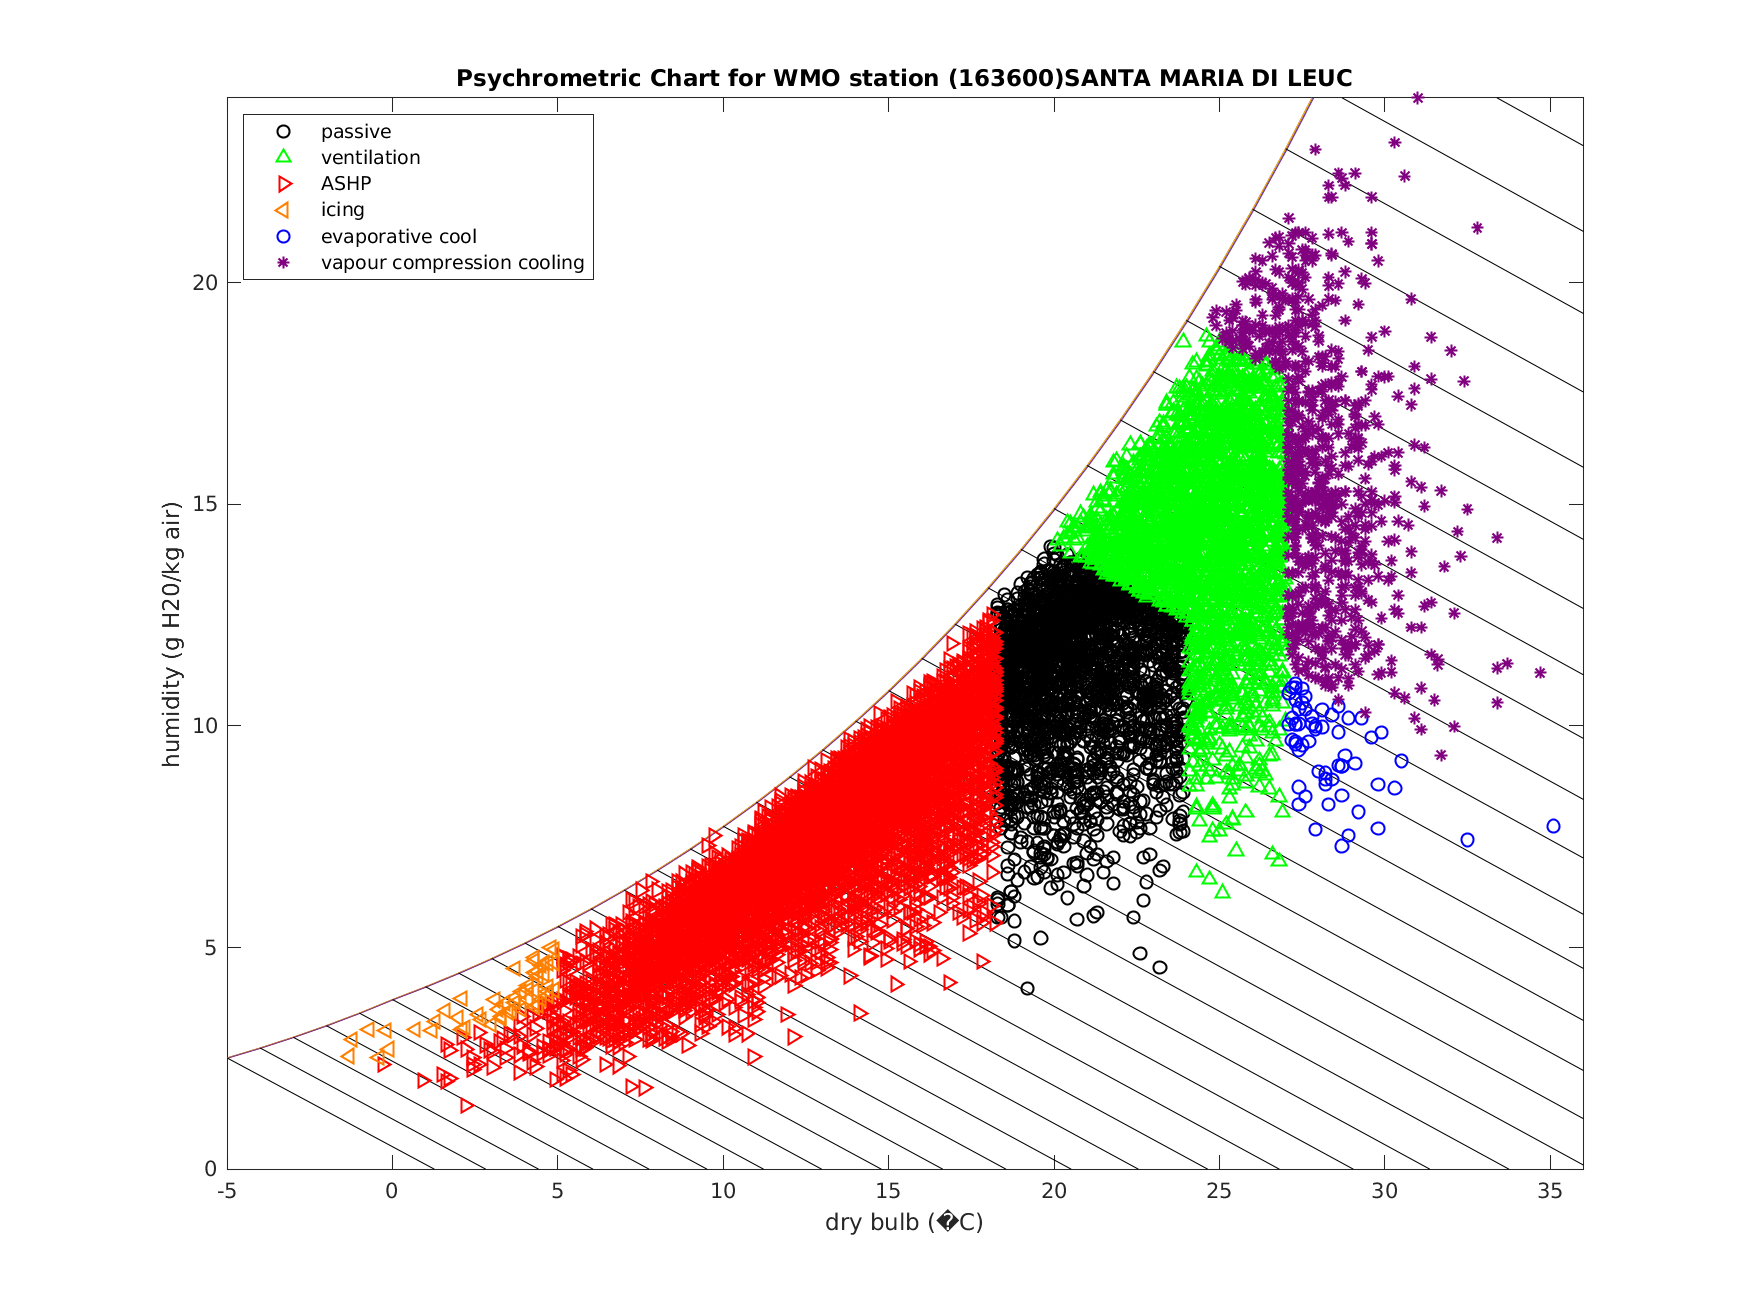 Psychrometric Chart for WMO station (163600)SANTA MARIA DI LEUC
passive
ventilation
ASHP
icing
evaporative cool
vapour compression cooling
humidity (g H20/kg air)
20
15
10
5
0
-5 0 5 10 15 20 25 30 35
dry bulb (�C)